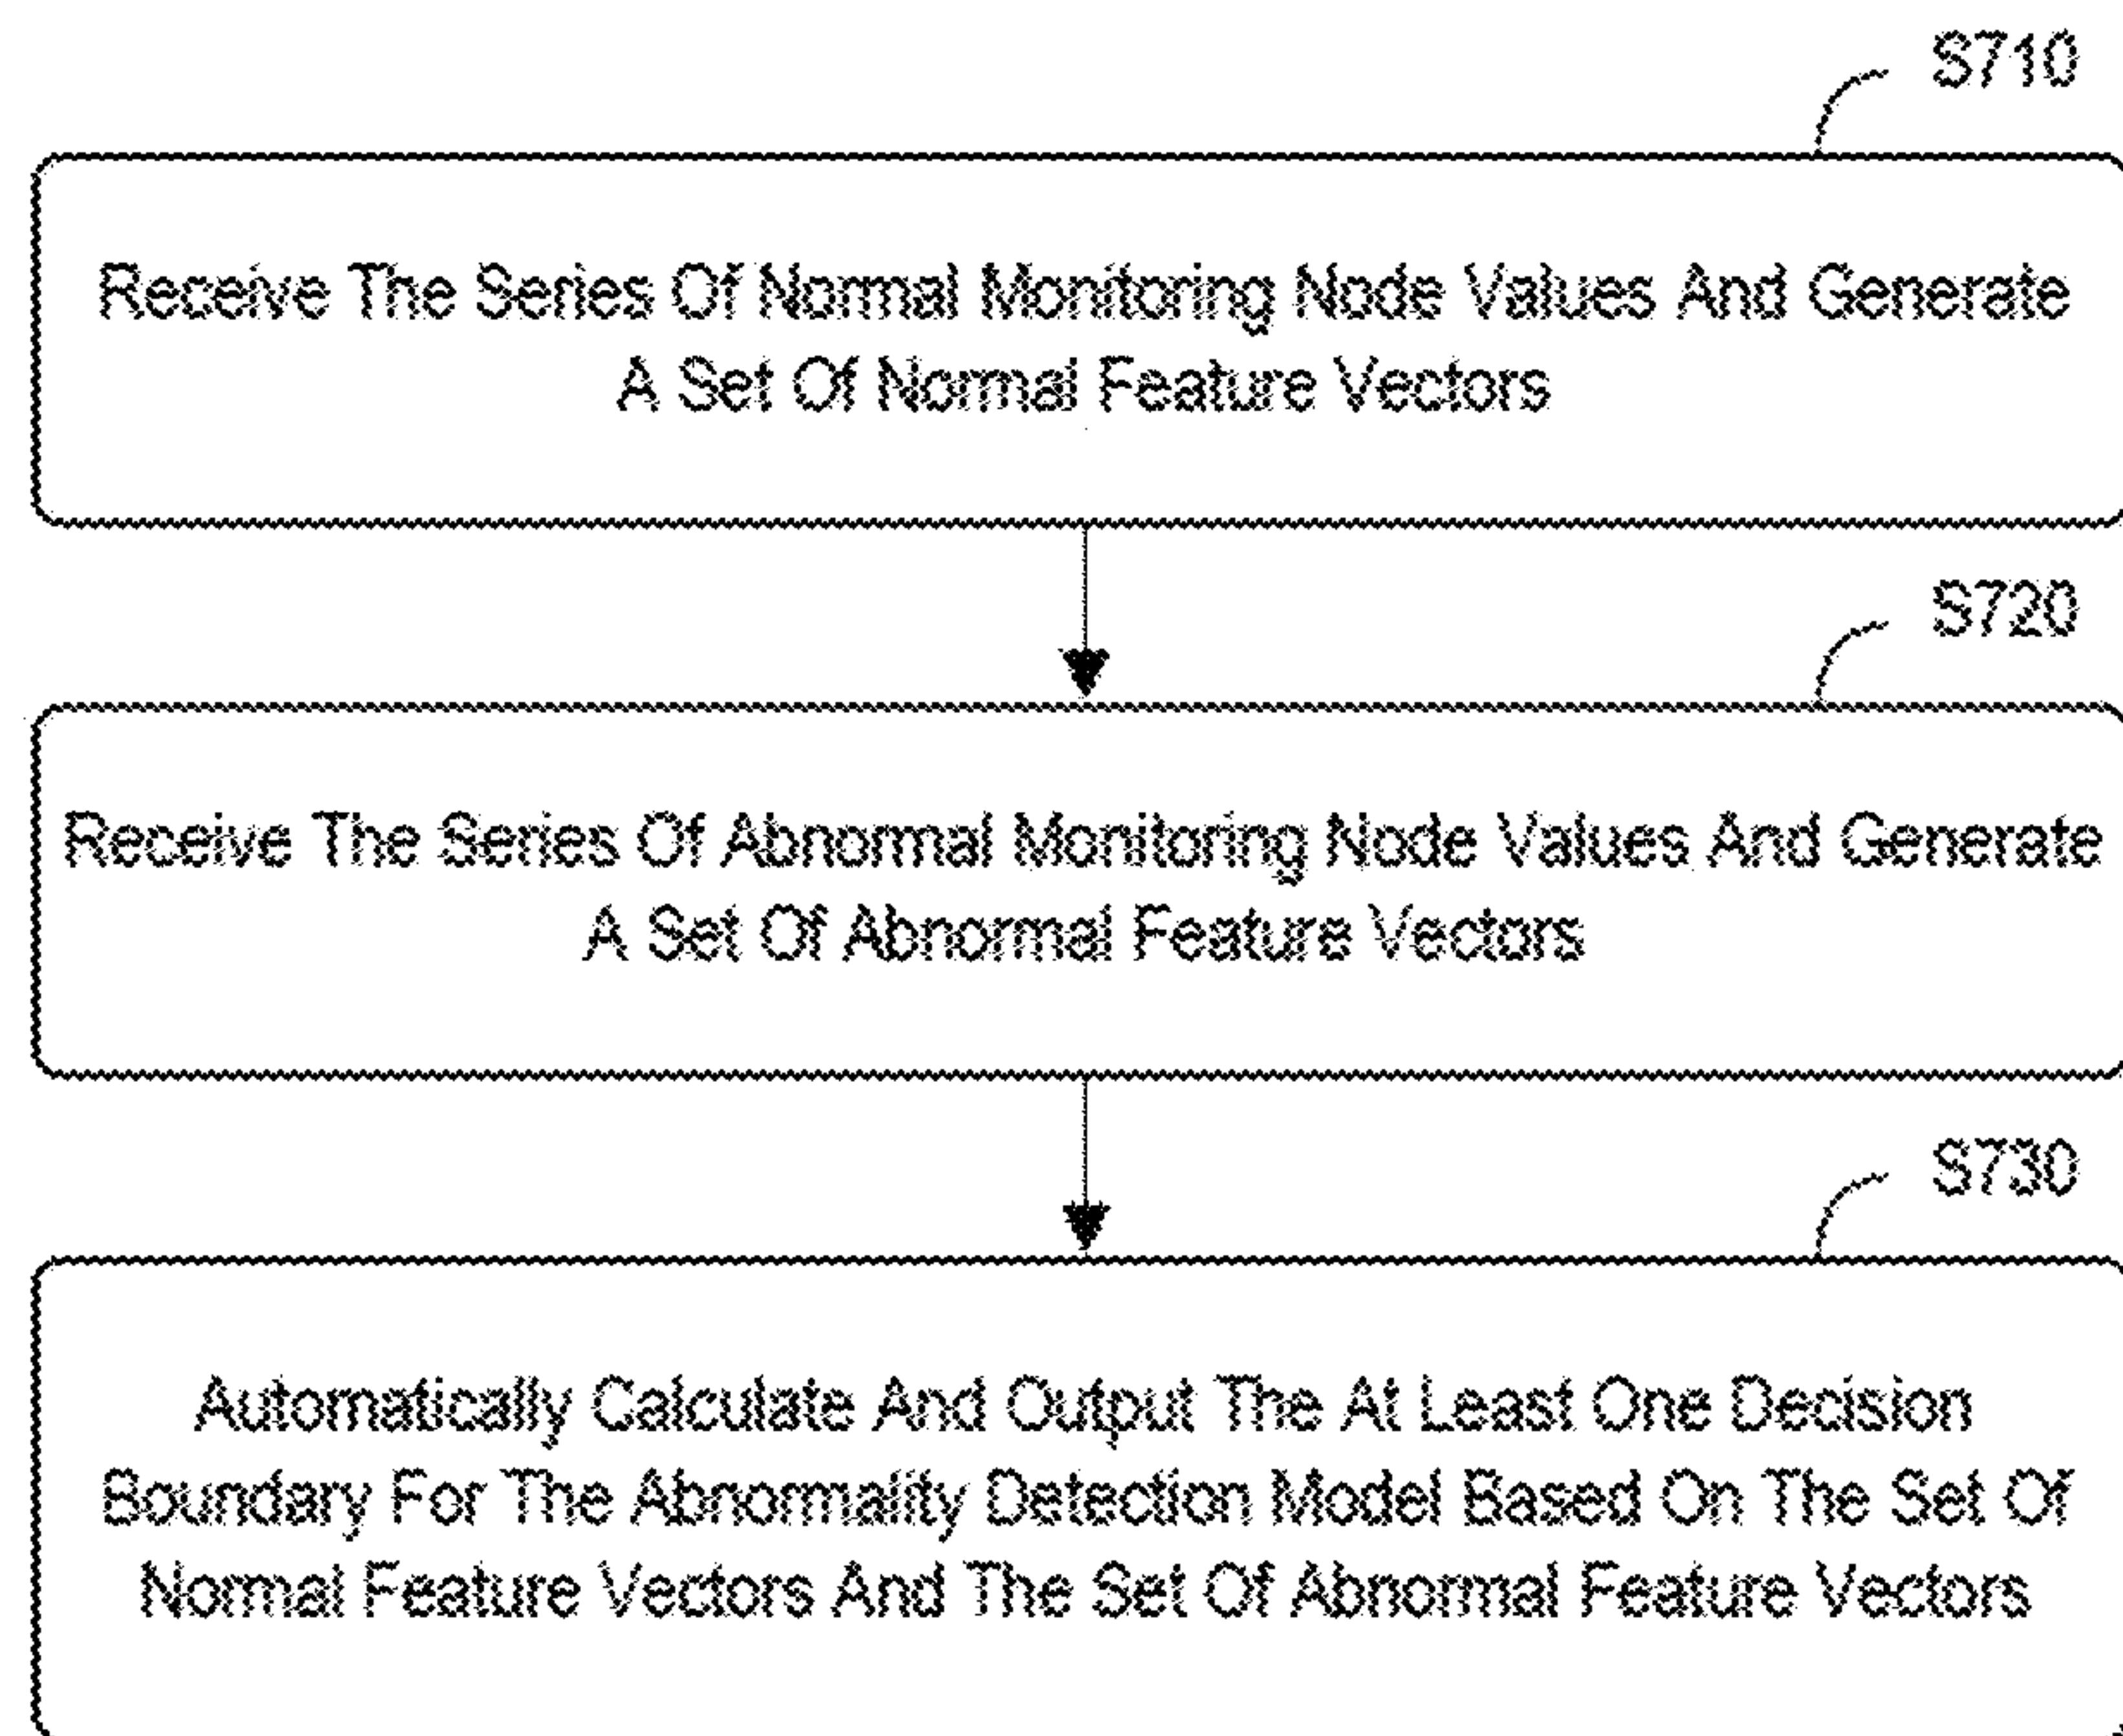 S710
Receive The Series Of Normal Monitoring Node Values And Generate
A Set Of Normal Feature Vectors
S720
Receive The Series Of Abnormal Monitoring Node Values And Generate
A Set Of Abnormal Feature Vectors
S730
Automatically Calculate And Output The At Least One Decision
Boundary For The Abnormality Detection Model Based On The Set Of
Normal Feature Vectors And The Set Of Abnormal Feature Vectors